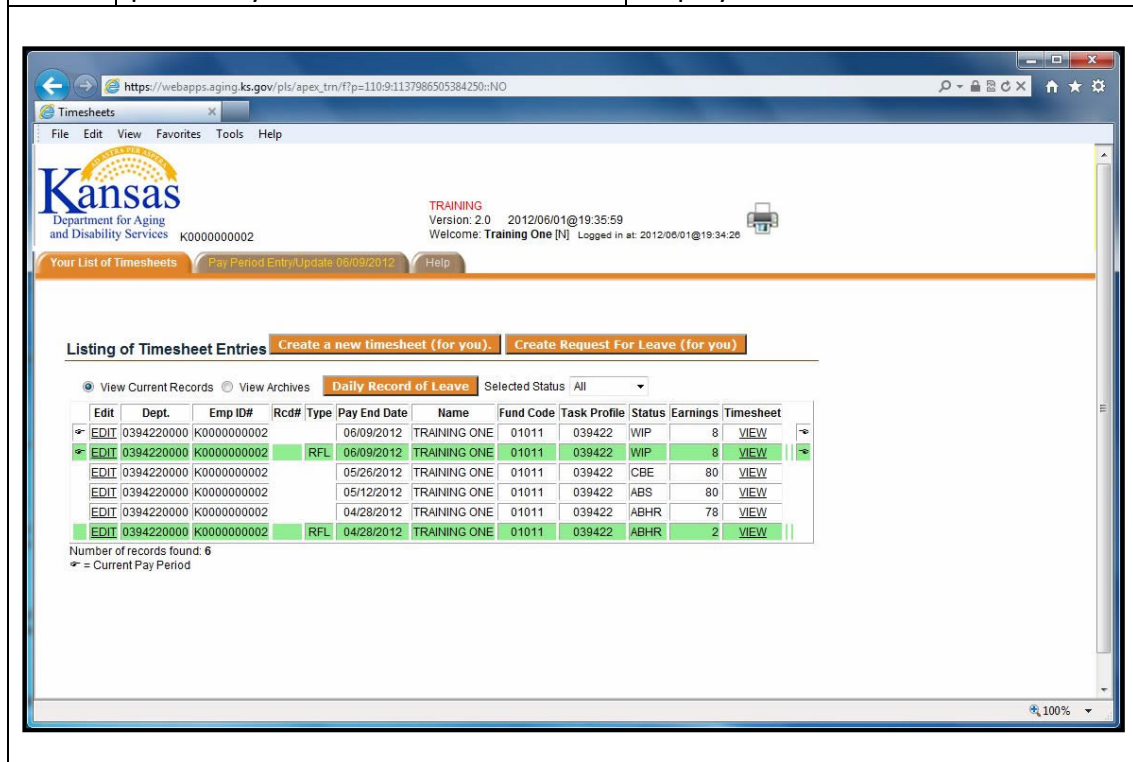 https://webapps.aging.ks.gov/pls/apex_trn/f?p=110:9:1137986505384250::NO
Timesheets
File Edit View Favorites Tools Help
AD ASTRA PER ASPERA
Kansas
Department for Aging
and Disability Services K0000000002
TRAINING
Version: 2.0 2012/06/01@19:35:59
Welcome: Training One [N] Logged in at: 2012/06/01@19:34:26
Your List of Timesheets Pay Period Entry/Update 06/09/2012 Help
Listing of Timesheet Entries Create a new timesheet (for you). Create Request For Leave (for you)
View Current Records View Archives Daily Record of Leave Selected Status All
Edit Dept. Emp ID# Rcd# Type Pay End Date Name Fund Code Task Profile Status Earnings Timesheet
EDIT 0394220000 K0000000002 06/09/2012 TRAINING ONE 01011 039422 WIP 8 VIEW
EDIT 0394220000 K0000000002 RFL 06/09/2012 TRAINING ONE 01011 039422 WIP 8 VIEW
EDIT 0394220000 K0000000002 05/26/2012 TRAINING ONE 01011 039422 CBE 80 VIEW
EDIT 0394220000 K0000000002 05/12/2012 TRAINING ONE 01011 039422 ABS 80 VIEW
EDIT 0394220000 K0000000002 04/28/2012 TRAINING ONE 01011 039422 ABHR 78 VIEW
EDIT 0394220000 K0000000002 RFL 04/28/2012 TRAINING ONE 01011 039422 ABHR 2 VIEW
Number of records found: 6
= Current Pay Period
100%